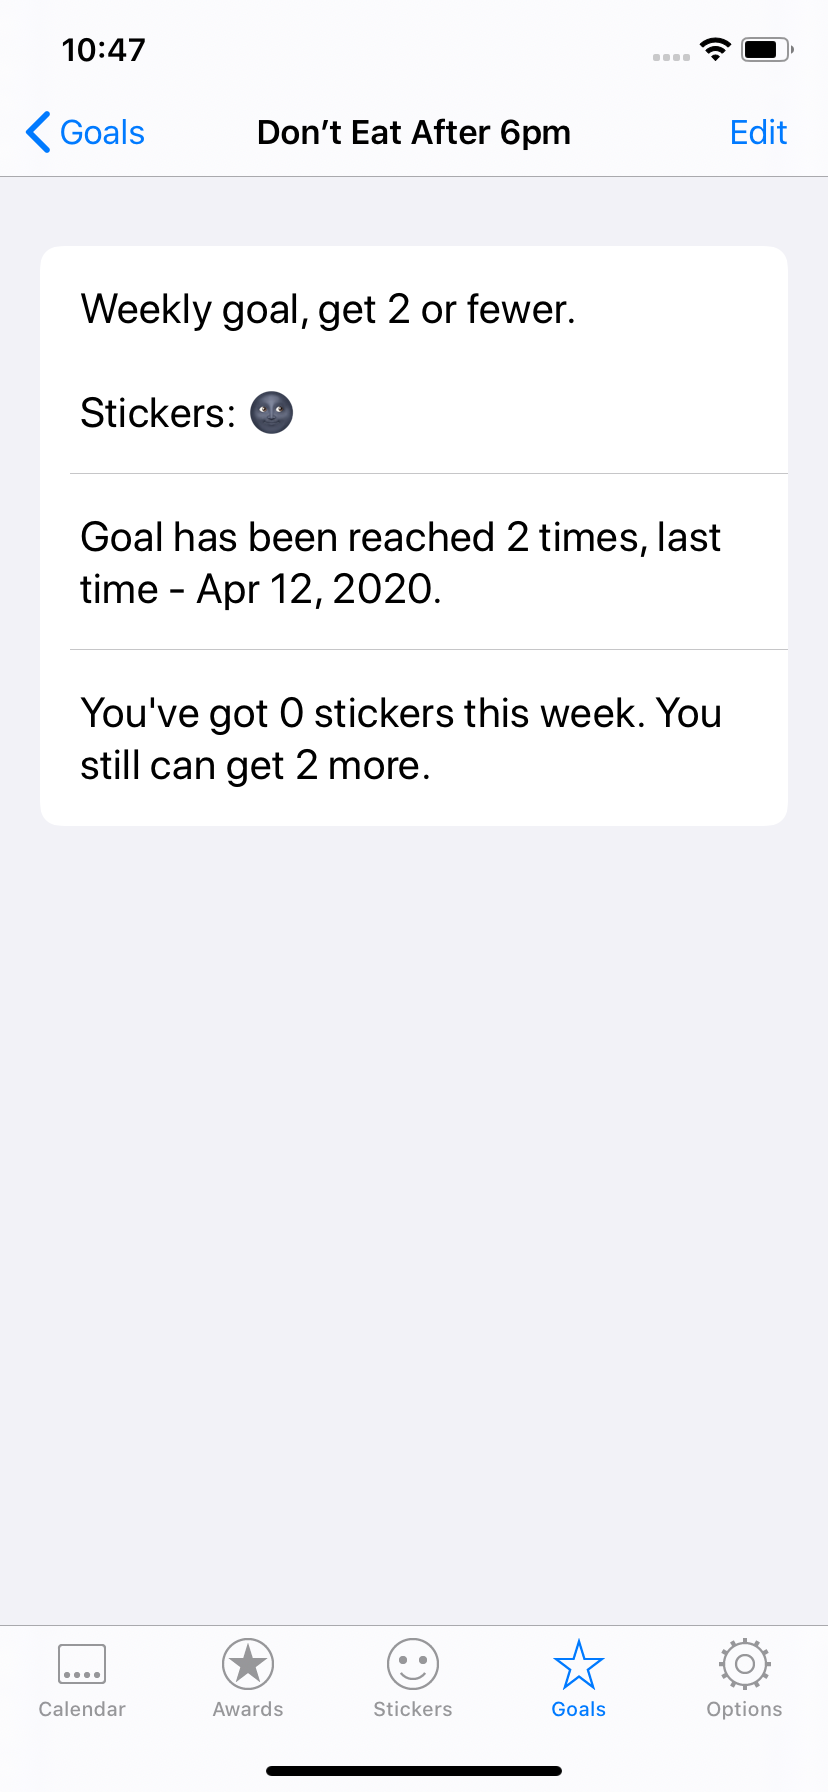 10:47
Goals
Don’t Eat After 6pm
Edit
Weekly goal, get 2 or fewer.
Stickers: 🌚
Goal has been reached 2 times, last
time - Apr 12, 2020.
You've got 0 stickers this week. You
still can get 2 more.
Calendar
Awards
Stickers
Goals
Options